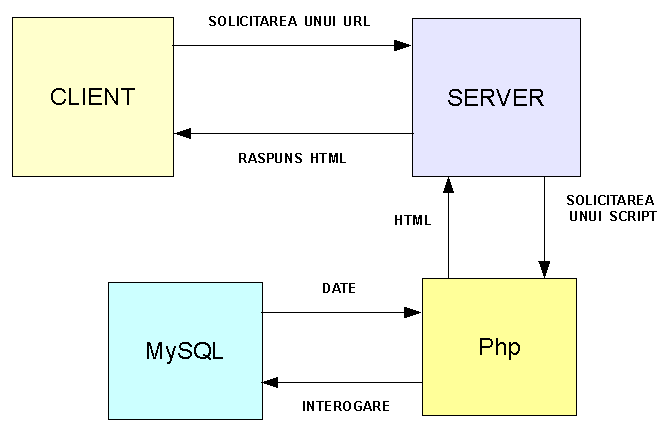 SOLICITAREA UNUI URL
CLIENT
SERVER
RASPUNS HTML
SOLICITAREA
UNUI SCRIPT
HTML
DATE
MySQL
Php
INTEROGARE